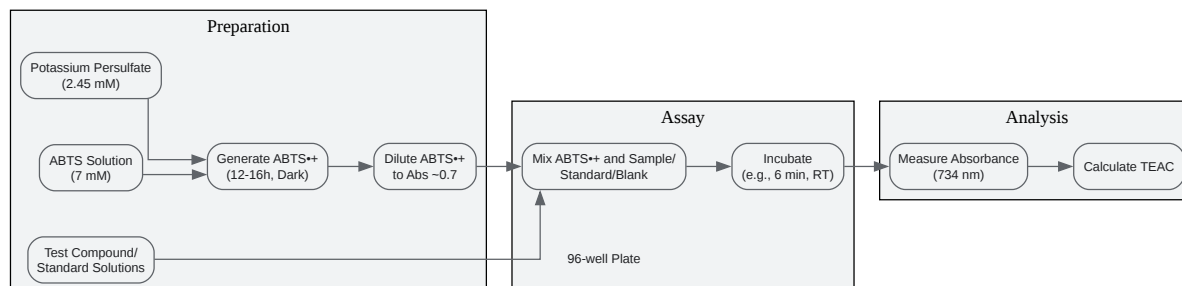 Preparation
Potassium Persulfate
(2.45 mM)
ABTS Solution
(7 mM)
Generate ABTS•+
(12-16h, Dark)
Dilute ABTS•+
to Abs ~0.7
Test Compound/
Standard Solutions
Assay
Mix ABTS•+ and Sample/
Standard/Blank
Incubate
(e.g., 6 min, RT)
96-well Plate
Analysis
Measure Absorbance
(734 nm)
Calculate TEAC